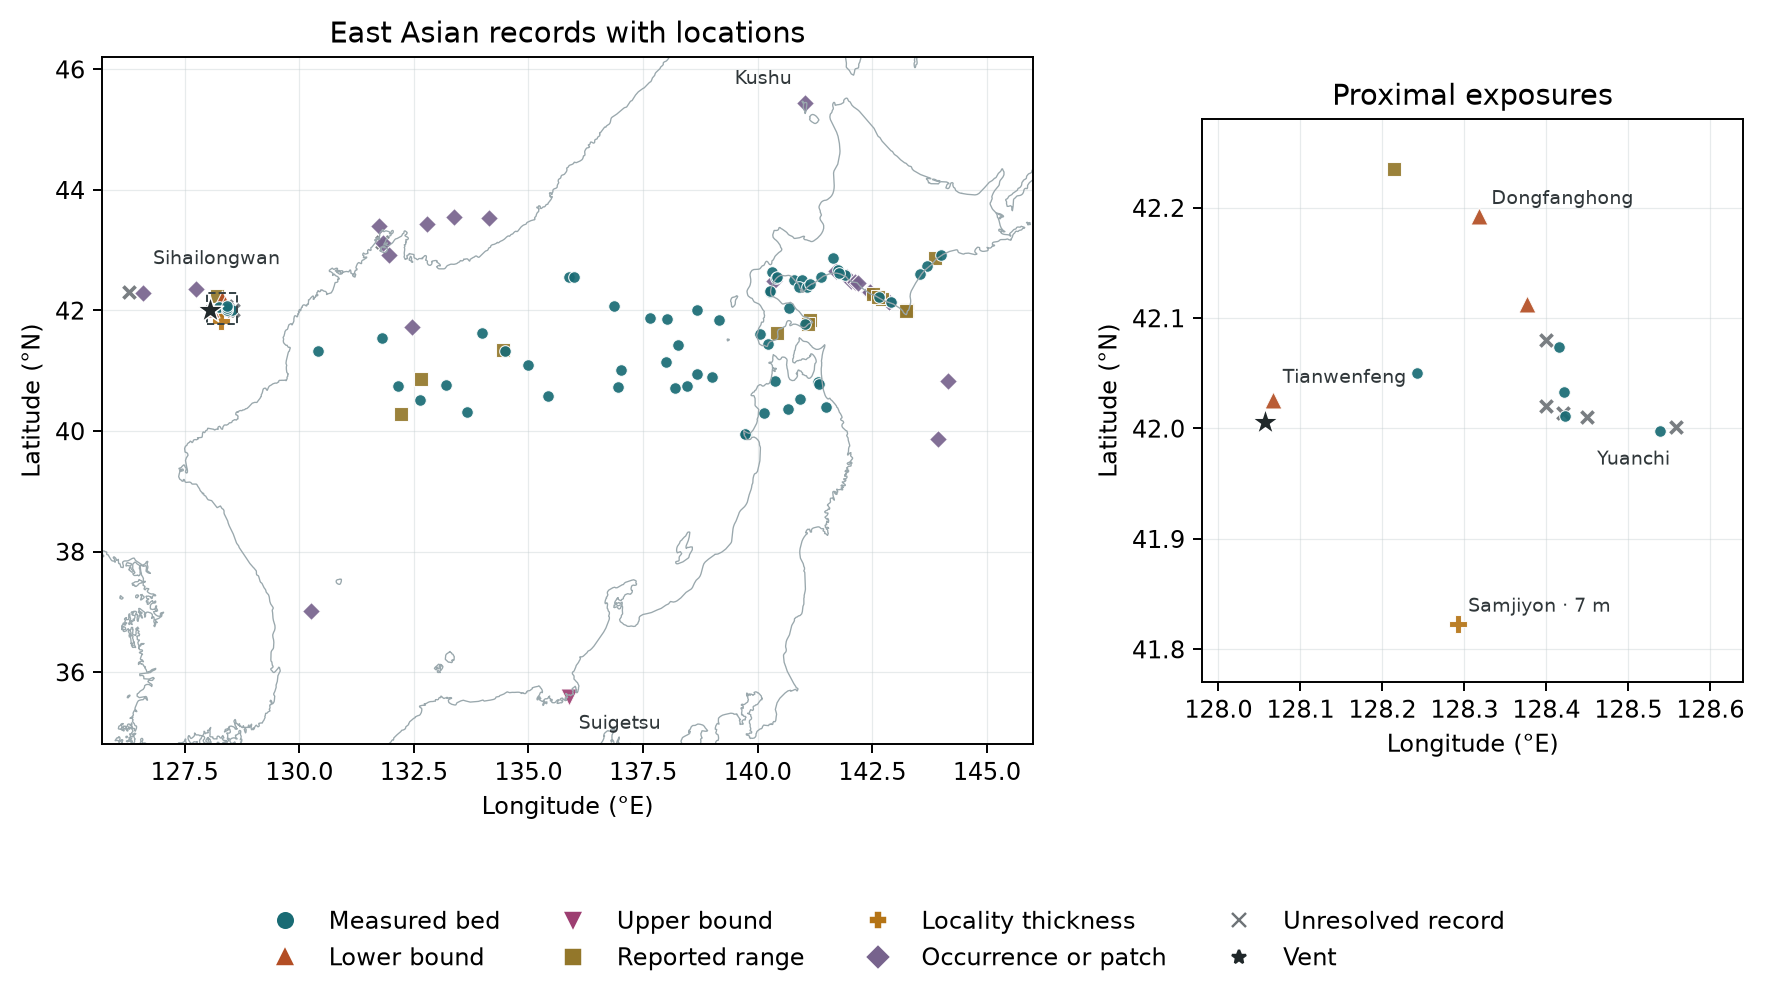 East Asian records with locations
Latitude (°N)
46
44
42
40
38
36
Kushu
Sihailongwan
Suigetsu
127.5
130.0
132.5
135.0
137.5
140.0
142.5
145.0
Longitude (°E)
Proximal exposures
Latitude (°N)
42.2
42.1
42.0
41.9
41.8
Dongfanghong
Tianwenfeng
Yuanchi
Samjiyon · 7 m
128.0
128.1
128.2
128.3
128.4
128.5
128.6
Longitude (°E)
Measured bed
Lower bound
Upper bound
Reported range
Locality thickness
Occurrence or patch
Unresolved record
Vent